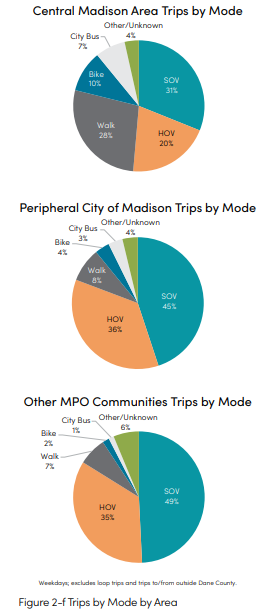 Central Madison Area Trips by Mode
Other/Unknown
4%
City Bus
7%
Bike
10%
SOV
31%
Walk
28%
HOV
20%
Peripheral City of Madison Trips by Mode
Other/Unknown
4%
City Bus
3%
Bike
4%
Walk
8%
SOV
45%
HOV
36%
Other MPO Communities Trips by Mode
Other/Unknown
6%
City Bus
1%
Bike
2%
Walk
7%
SOV
49%
HOV
35%
Weekdays; excludes loop trips and trips to/from outside Dane County.
Figure 2-f Trips by Mode by Area